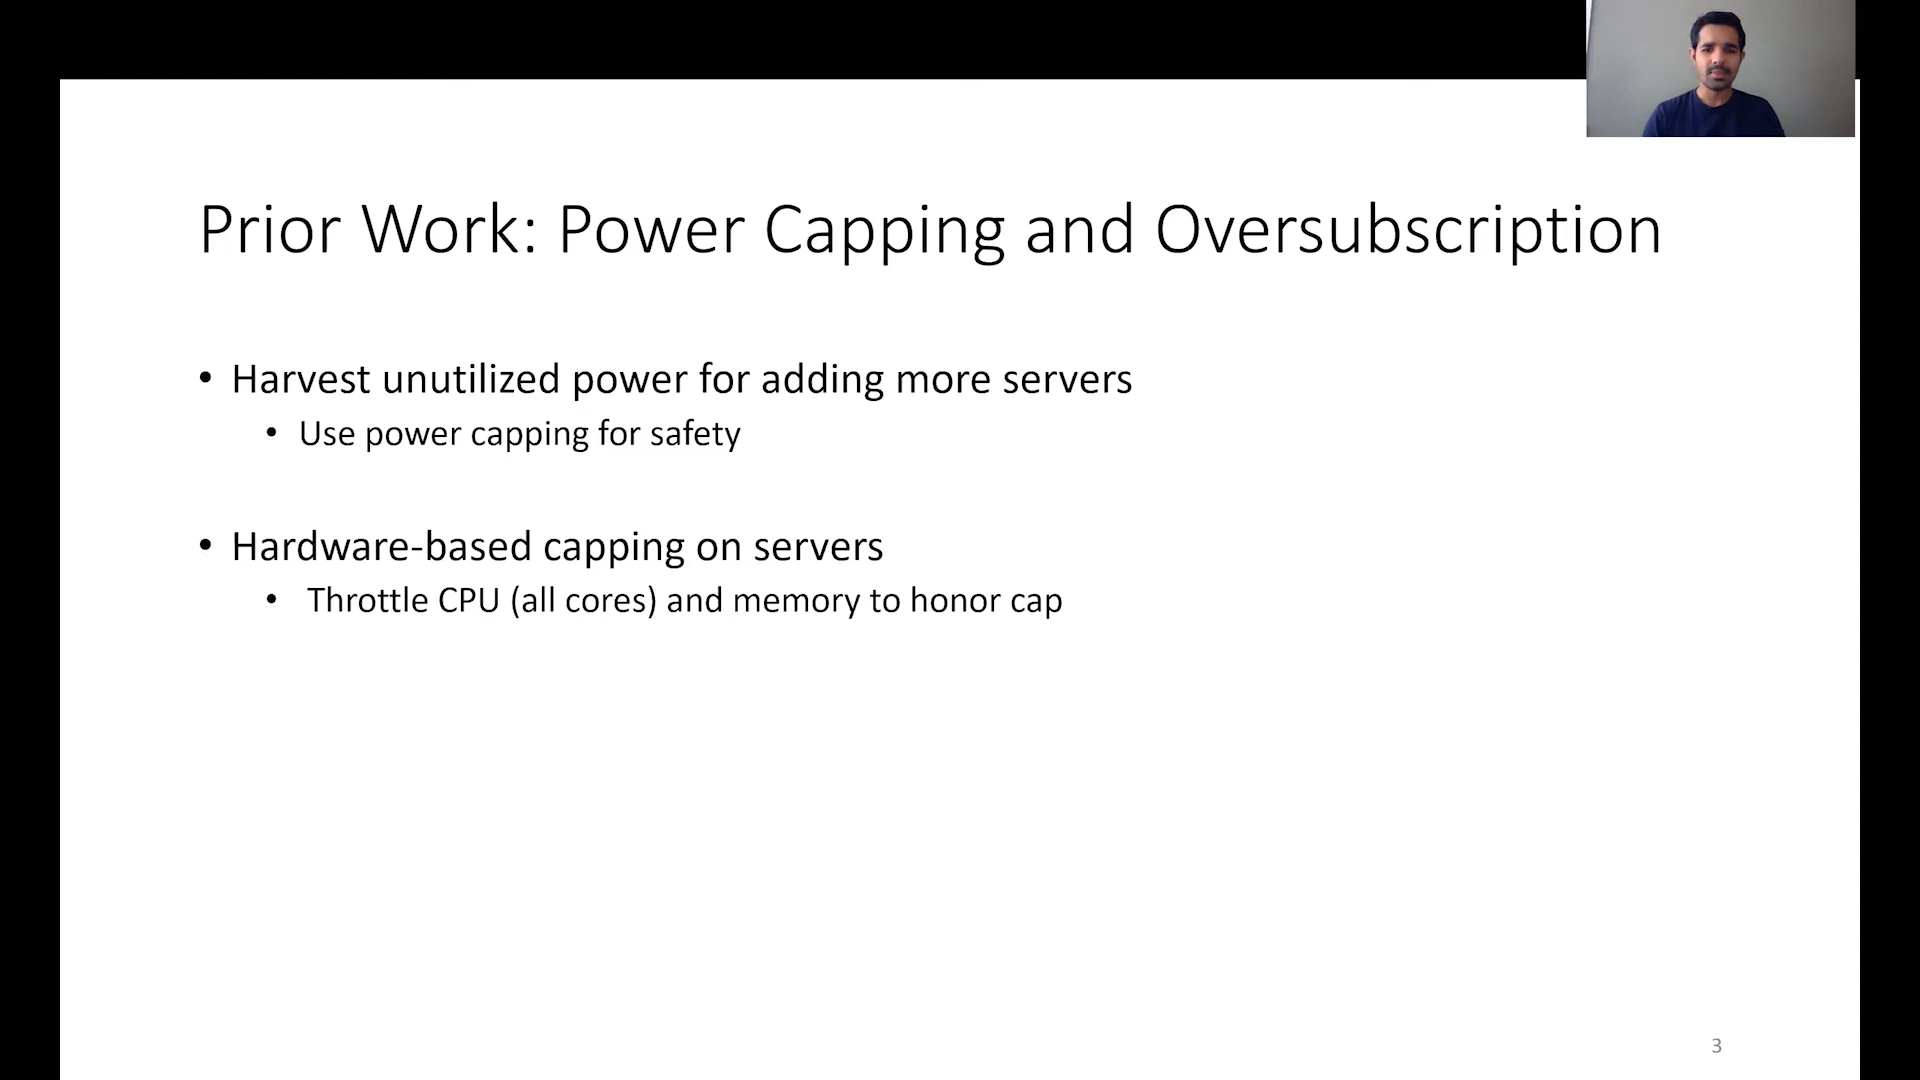 Prior Work: Power Capping and Oversubscription
• Harvest unutilized power for adding more servers
• Use power capping for safety
• Hardware-based capping on servers
• Throttle CPU (all cores) and memory to honor cap
3